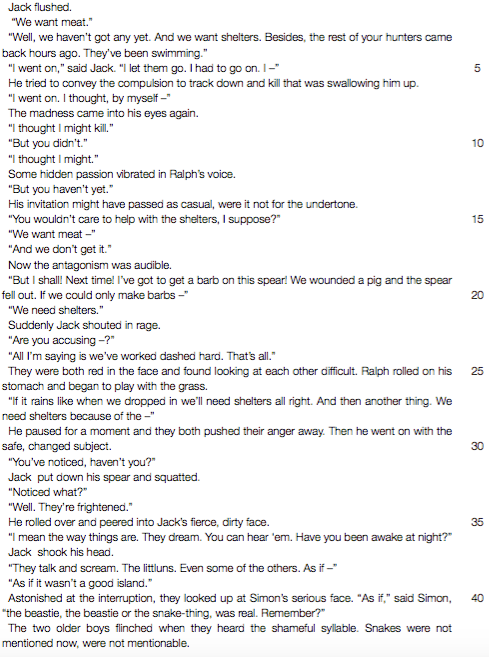 Jack flushed.
“We want meat.”
“Well, we haven’t got any yet. And we want shelters. Besides, the rest of your hunters came
back hours ago. They’ve been swimming.”
“I went on,” said Jack. “I let them go. I had to go on. I –” 5
He tried to convey the compulsion to track down and kill that was swallowing him up.
“I went on. I thought, by myself –”
The madness came into his eyes again.
“I thought I might kill.”
“But you didn’t.” 10
“I thought I might.”
Some hidden passion vibrated in Ralph’s voice.
“But you haven’t yet.”
His invitation might have passed as casual, were it not for the undertone.
“You wouldn’t care to help with the shelters, I suppose?” 15
“We want meat –”
“And we don’t get it.”
Now the antagonism was audible.
“But I shall! Next time! I’ve got to get a barb on this spear! We wounded a pig and the spear
fell out. If we could only make barbs –” 20
“We need shelters.”
Suddenly Jack shouted in rage.
“Are you accusing –?”
“All I’m saying is we’ve worked dashed hard. That’s all.”
They were both red in the face and found looking at each other difficult. Ralph rolled on his 25
stomach and began to play with the grass.
“If it rains like when we dropped in we’ll need shelters all right. And then another thing. We
need shelters because of the –”
He paused for a moment and they both pushed their anger away. Then he went on with the
safe, changed subject. 30
“You’ve noticed, haven’t you?”
Jack put down his spear and squatted.
“Noticed what?”
“Well. They’re frightened.”
He rolled over and peered into Jack’s fierce, dirty face. 35
“I mean the way things are. They dream. You can hear ’em. Have you been awake at night?”
Jack shook his head.
“They talk and scream. The littluns. Even some of the others. As if –”
“As if it wasn’t a good island.”
Astonished at the interruption, they looked up at Simon’s serious face. “As if,” said Simon, 40
“the beastie, the beastie or the snake-thing, was real. Remember?”
The two older boys flinched when they heard the shameful syllable. Snakes were not
mentioned now, were not mentionable.